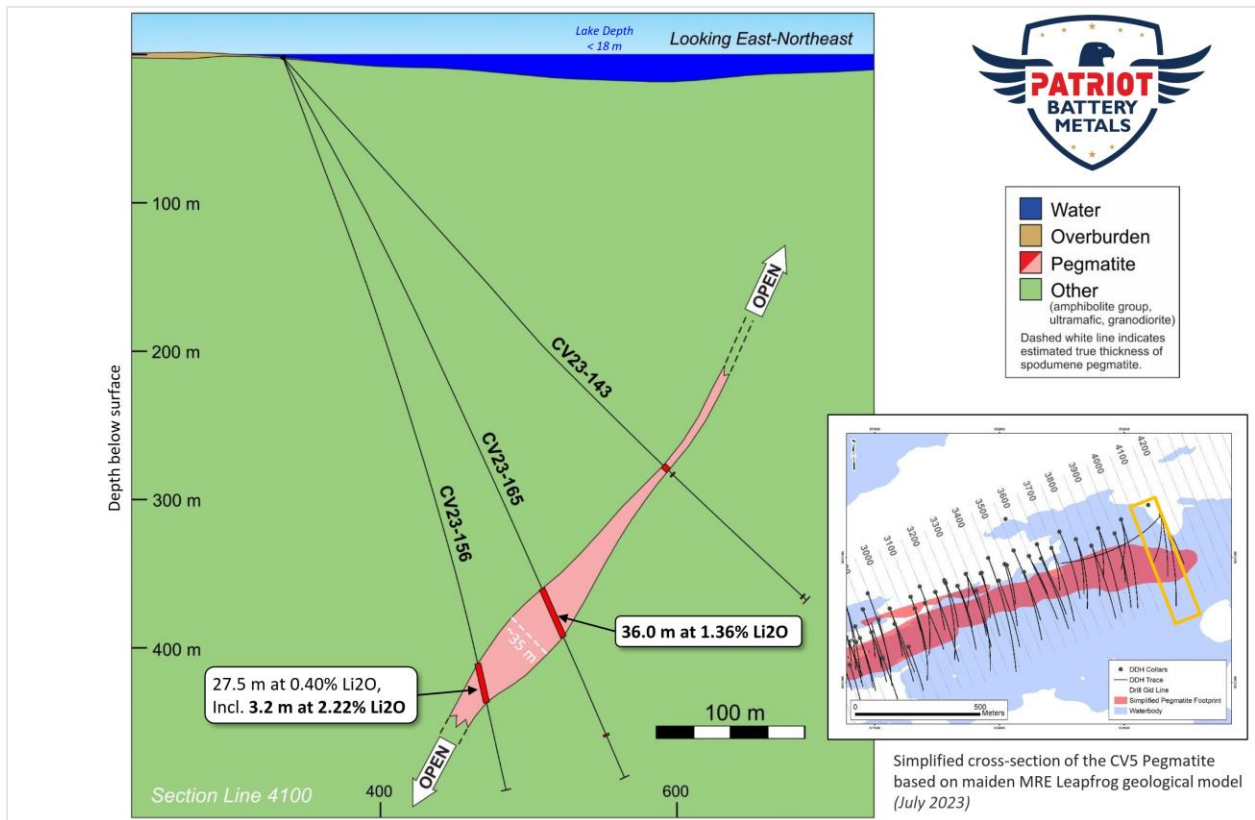 Lake Depth
< 18 m
Looking East-Northeast
PATRIOT
BATTERY
METALS
Water
Overburden
Pegmatite
Other
(amphibolite group,
ultramafic, granodiorite)
Dashed white line indicates
estimated true thickness of
spodumene pegmatite.
Depth below surface
100 m
200 m
300 m
400 m
OPEN
CV23-143
CV23-165
CV23-156
~35 m
36.0 m at 1.36% Li2O
27.5 m at 0.40% Li2O,
Incl. 3.2 m at 2.22% Li2O
OPEN
100 m
Section Line 4100
400
600
3000
3100
3200
3300
3400
3500
3600
3700
3800
3900
4000
4100
4200
DDH Collars
DDH Trace
Drill Gid Line
Simplified Pegmatite Footprint
Waterbody
0
500
Meters
Simplified cross-section of the CV5 Pegmatite
based on maiden MRE Leapfrog geological model
(July 2023)